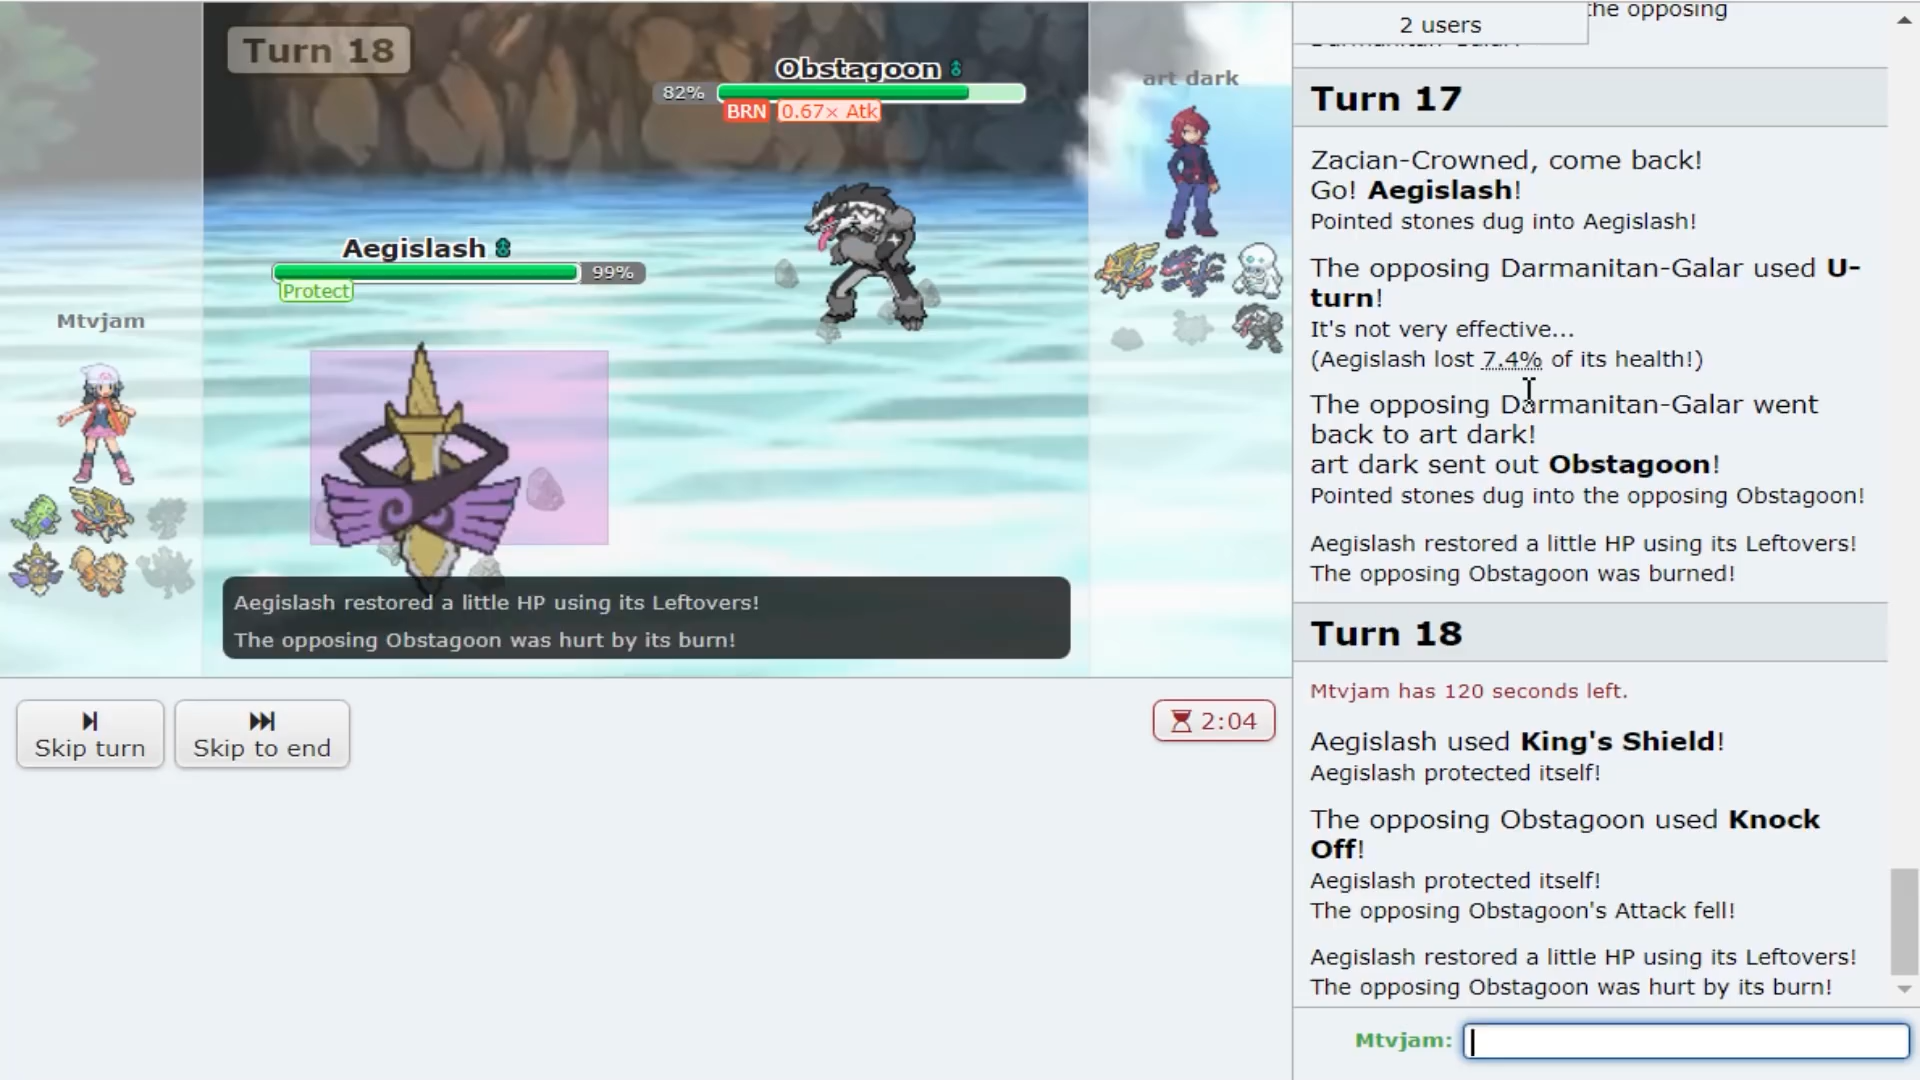 Turn 18
Obstagoon
82%
BRN 0.67× Atk
art dark
Aegislash
99%
Protect
Mtvjam
Aegislash restored a little HP using its Leftovers!
The opposing Obstagoon was hurt by its burn!
Skip turn
Skip to end
2:04
2 users
the opposing
Darmanitan-Galar!
Turn 17
Zacian-Crowned, come back!
Go! Aegislash!
Pointed stones dug into Aegislash!
The opposing Darmanitan-Galar used U-
turn!
It's not very effective...
(Aegislash lost 7.4% of its health!)
The opposing Darmanitan-Galar went
back to art dark!
art dark sent out Obstagoon!
Pointed stones dug into the opposing Obstagoon!
Aegislash restored a little HP using its Leftovers!
The opposing Obstagoon was burned!
Turn 18
Mtvjam has 120 seconds left.
Aegislash used King's Shield!
Aegislash protected itself!
The opposing Obstagoon used Knock
Off!
Aegislash protected itself!
The opposing Obstagoon's Attack fell!
Aegislash restored a little HP using its Leftovers!
The opposing Obstagoon was hurt by its burn!
Mtvjam: